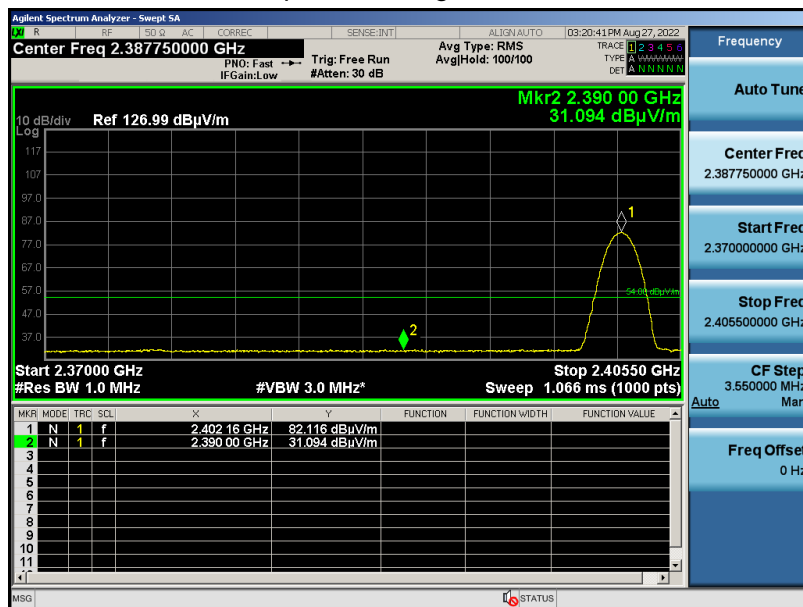 Agilent Spectrum Analyzer - Swept SA
LXI R RF 50 Ω AC CORREC SENSE:INT ALIGN AUTO 03:20:41 PM Aug 27, 2022
Center Freq 2.387750000 GHz
PNO: Fast
IFGain:Low
Trig: Free Run
#Atten: 30 dB
Avg Type: RMS
Avg|Hold: 100/100
TRACE 1 2 3 4 5 6
TYPE A
DET A N N N N N
Mkr2 2.390 00 GHz
31.094 dBµV/m
10 dB/div Ref 126.99 dBµV/m
Log
117
107
97.0
87.0
77.0
67.0
57.0
47.0
37.0
1
54.00 dBµV/m
2
Start 2.37000 GHz Stop 2.40550 GHz
#Res BW 1.0 MHz #VBW 3.0 MHz* Sweep 1.066 ms (1000 pts)
MKR MODE TRC SCL X Y FUNCTION FUNCTION WIDTH FUNCTION VALUE
1 N 1 f 2.402 16 GHz 82.116 dBµV/m
2 N 1 f 2.390 00 GHz 31.094 dBµV/m
3
4
5
6
7
8
9
10
11
MSG STATUS
Frequency
Auto Tune
Center Freq
2.387750000 GHz
Start Freq
2.370000000 GHz
Stop Freq
2.405500000 GHz
CF Step
3.550000 MHz
Auto Man
Freq Offset
0 Hz